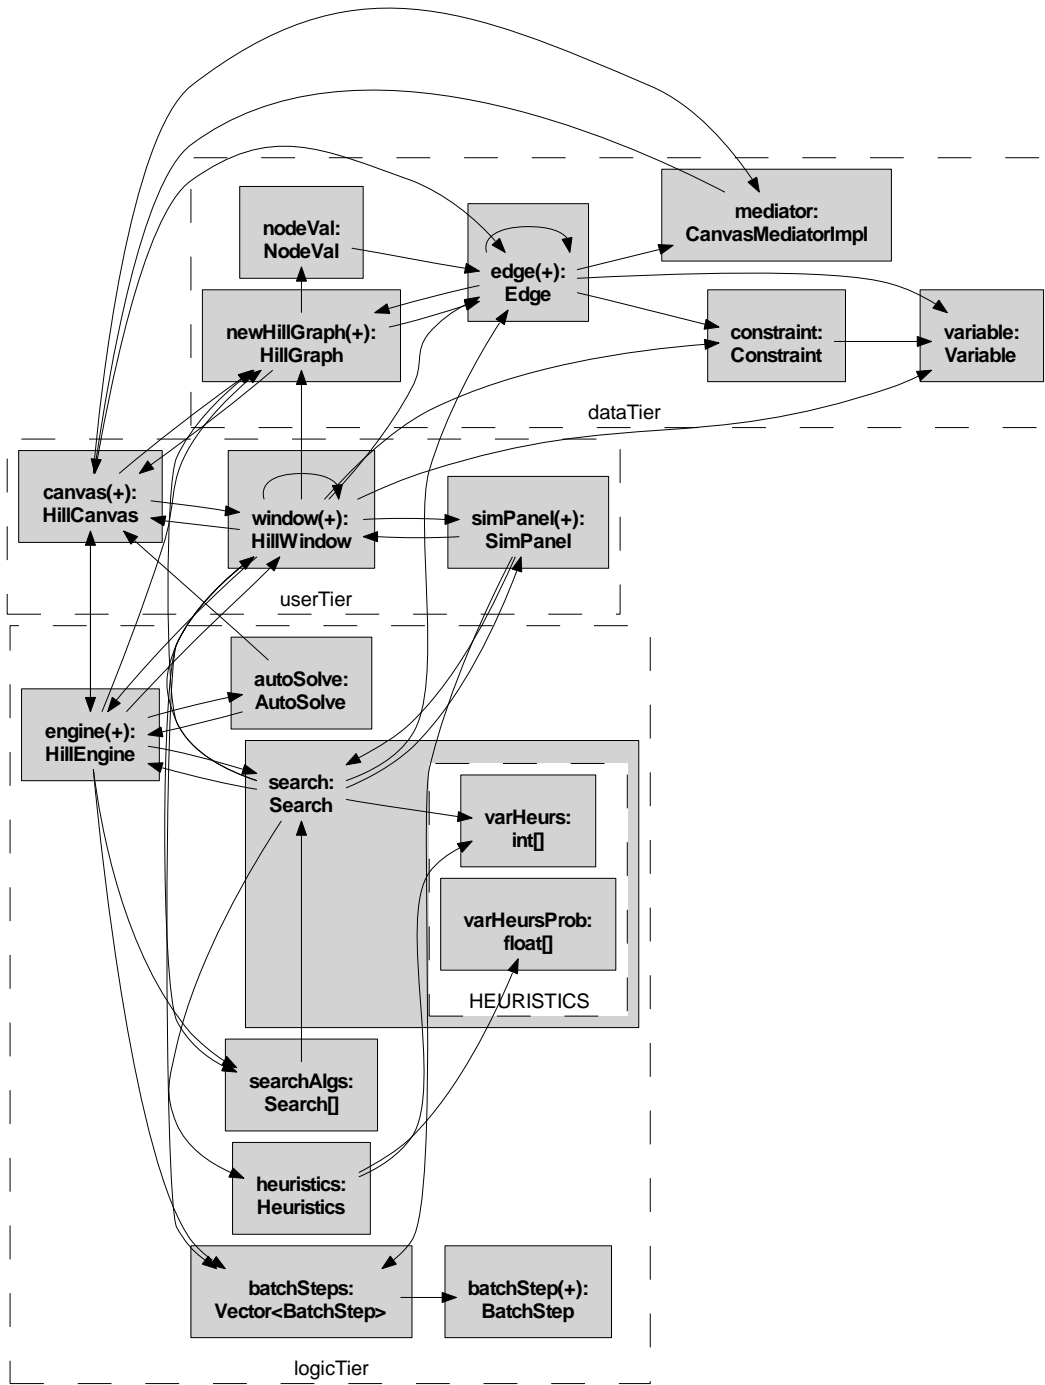 mediator:
CanvasMediatorImpl
nodeVal:
NodeVal
edge(+):
Edge
newHillGraph(+):
HillGraph
constraint:
Constraint
variable:
Variable
dataTier
canvas(+):
HillCanvas
window(+):
HillWindow
simPanel(+):
SimPanel
userTier
autoSolve:
AutoSolve
engine(+):
HillEngine
search:
Search
varHeurs:
int[]
varHeursProb:
float[]
HEURISTICS
searchAlgs:
Search[]
heuristics:
Heuristics
batchSteps:
Vector<BatchStep>
batchStep(+):
BatchStep
logicTier